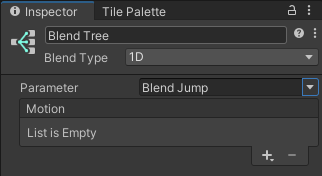 Inspector Tile Palette
Blend Tree
Blend Type 1D
Parameter Blend Jump
Motion
List is Empty